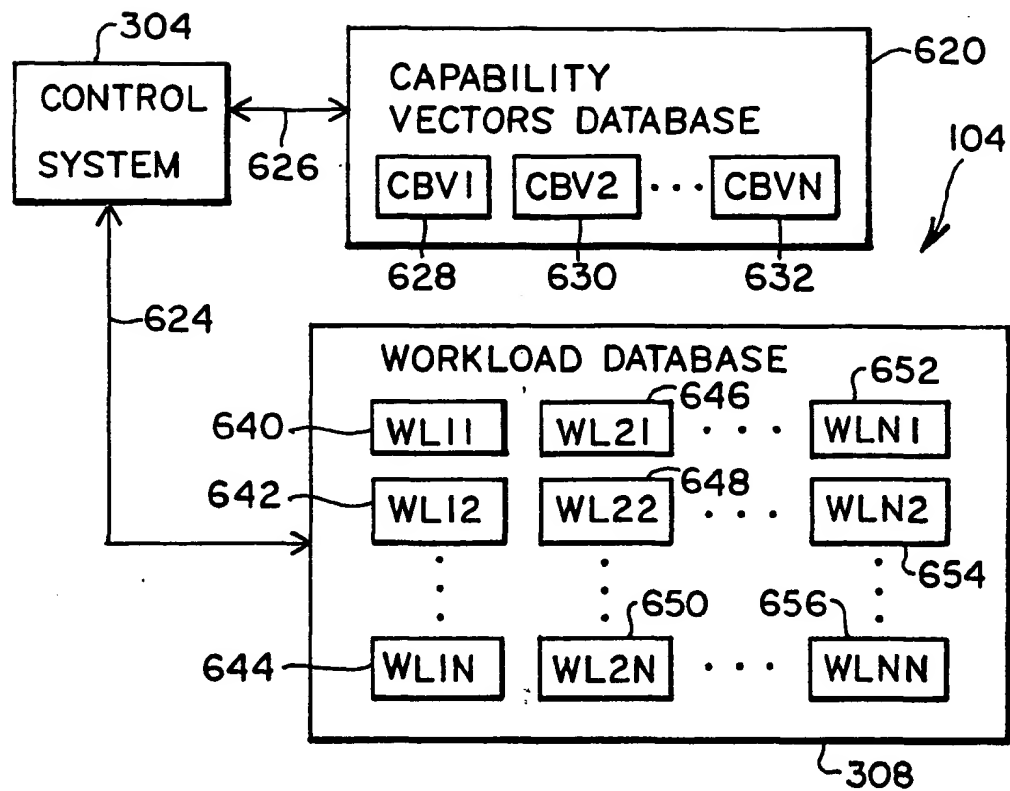 304
CONTROL
SYSTEM
626
CAPABILITY
VECTORS DATABASE
CBV1 CBV2 ... CBVN
628 630 632
620
104
624
WORKLOAD DATABASE
640 WL11 646 WL21 .... 652 WLN1
642 WL12 648 WL22 .... WLN2 654
644 WL1N 650 WL2N .... 656 WLNN
308